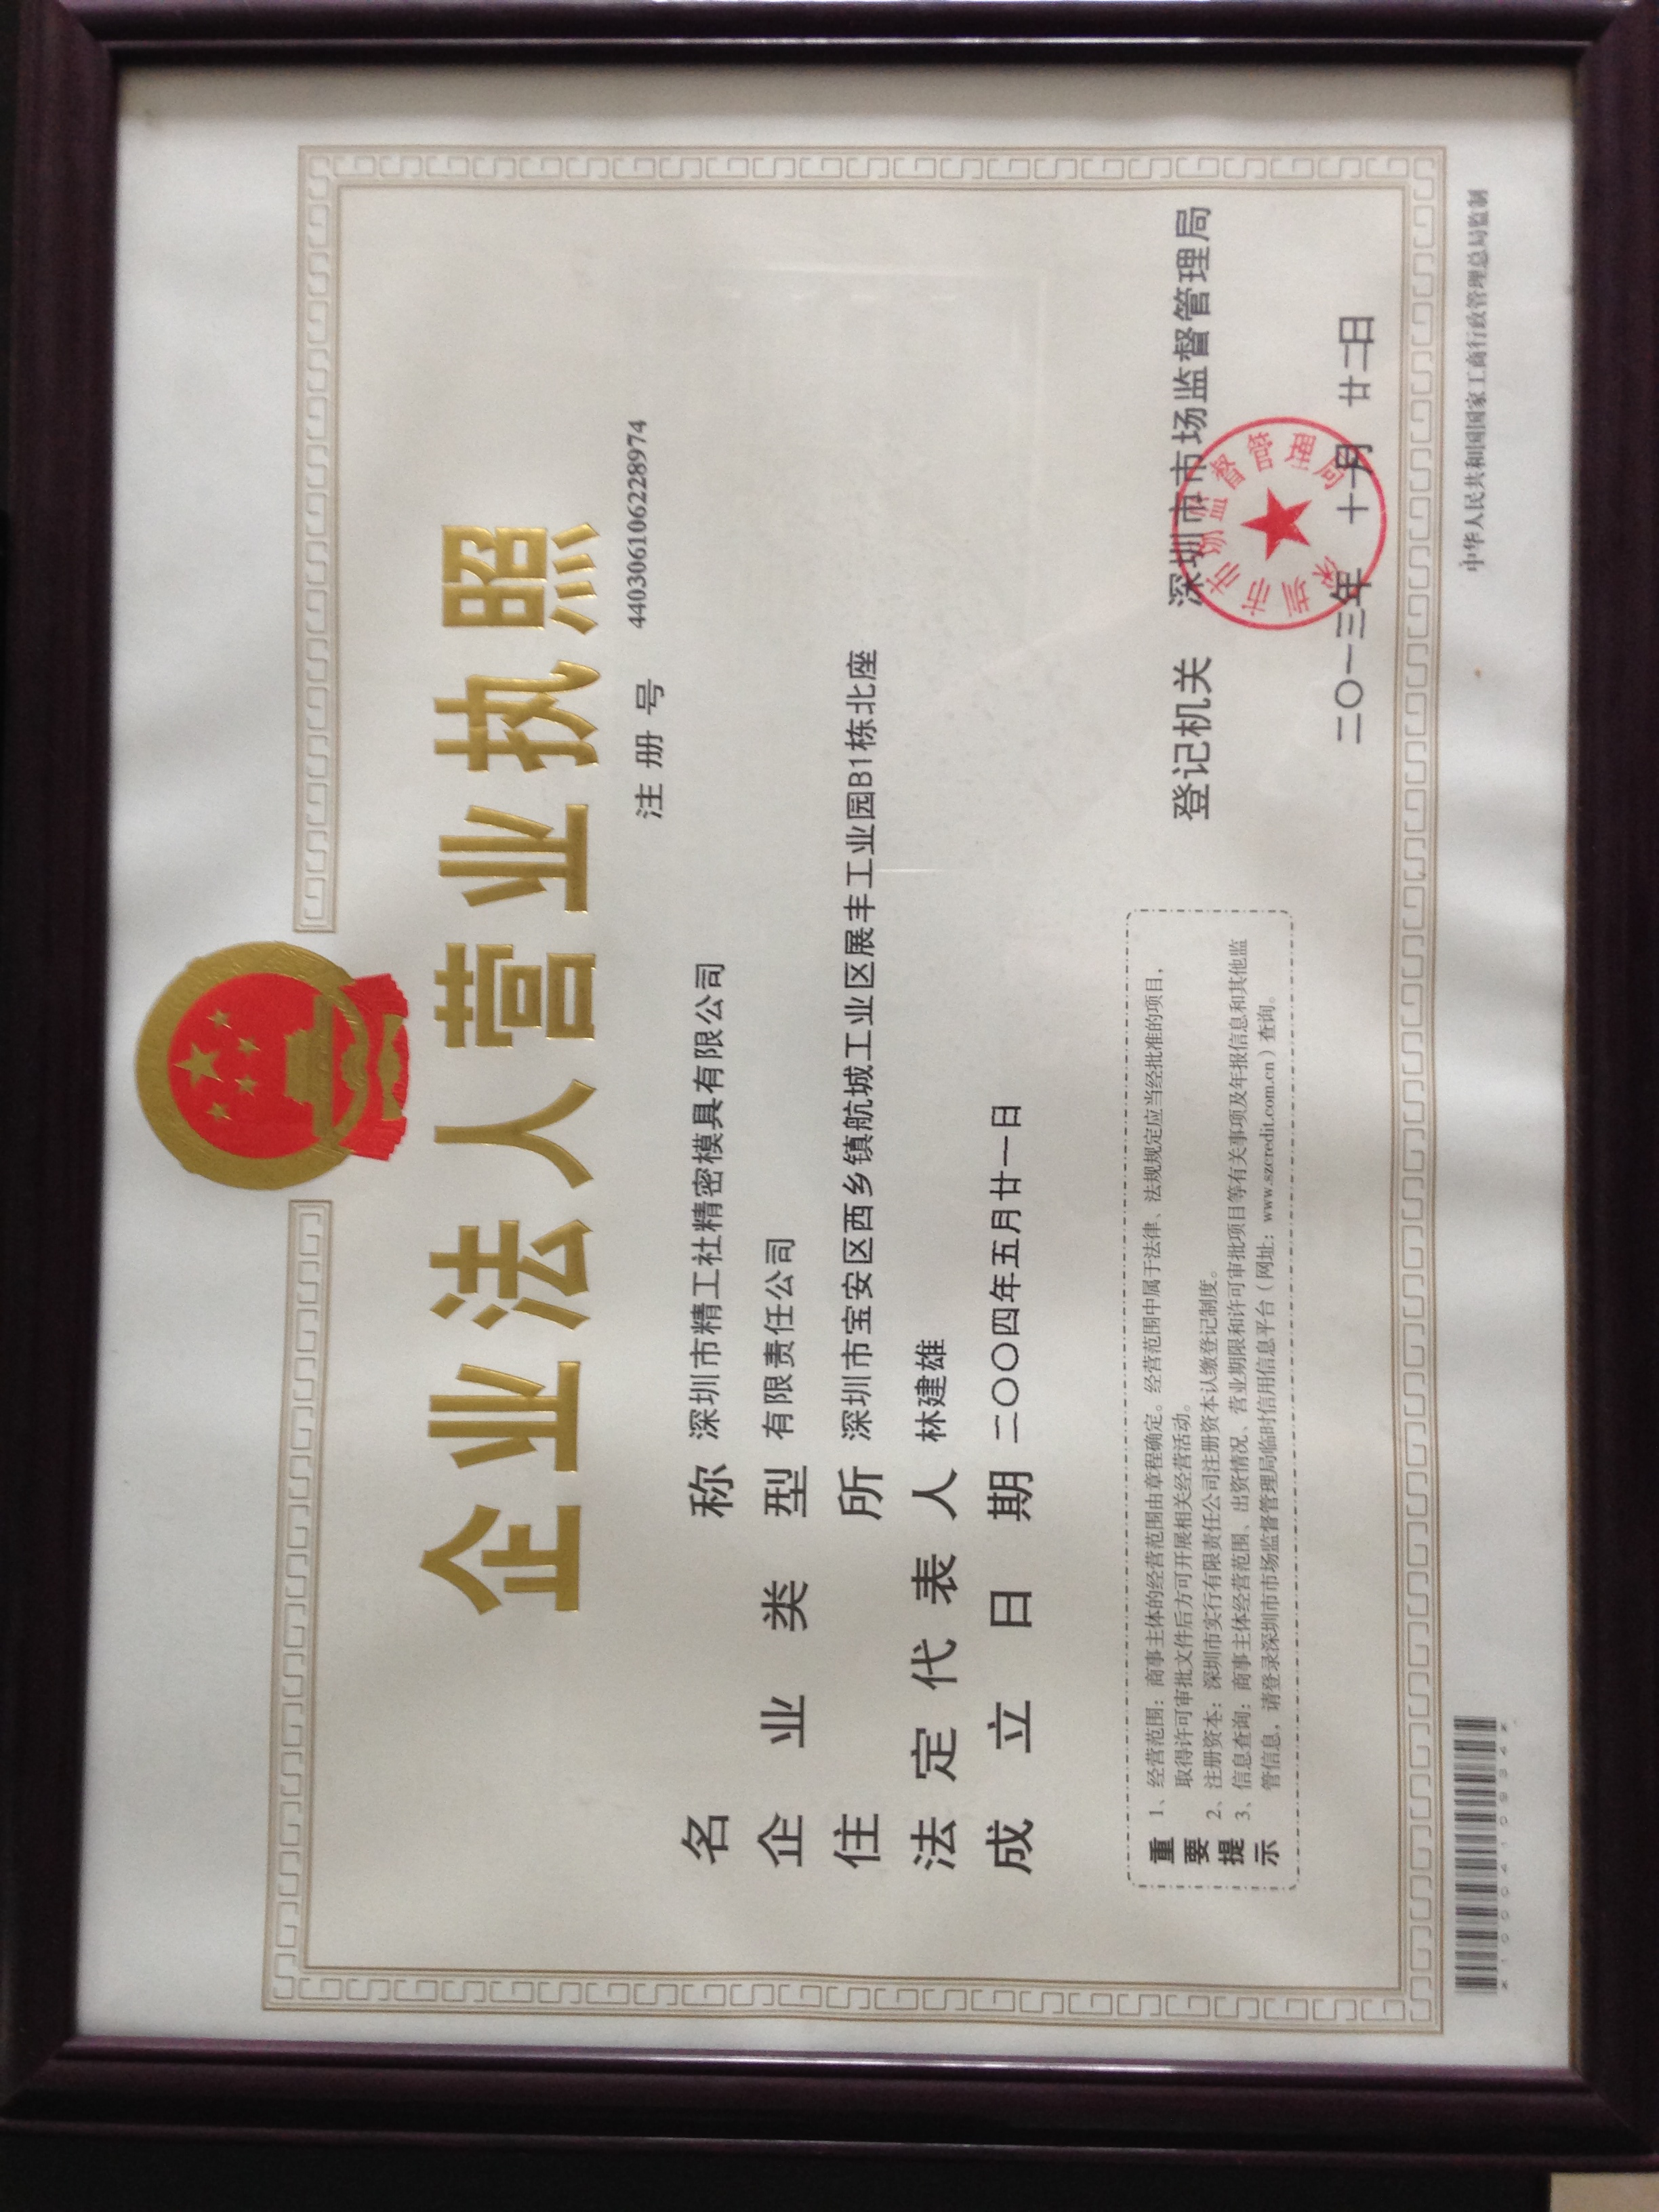 企业法人营业执照
注 册 号 440306106228974
名称 深圳市精工社精密模具有限公司
企业类型 有限责任公司
住所 深圳市宝安区西乡镇航城工业区展丰工业园B1栋北座
法定代表人 林建雄
成立日期 二〇〇四年五月廿一日
重要提示
1、经营范围：商事主体的经营范围由章程确定。经营范围中属于法律、法规规定应当经批准的项目，
取得许可审批文件后方可开展相关经营活动。
2、注册资本：深圳市实行有限责任公司注册资本认缴登记制度。
3、信息查询：商事主体经营范围、出资情况、营业期限和许可审批项目等有关事项及年报信息和其他监
管信息，请登录深圳市市场监督管理局临时信用信息平台（网址：www.szcredit.com.cn）查询。
登记机关 深圳市市场监督管理局
深圳市市场监督管理局
二〇一三年 十一月 廿二日
中华人民共和国国家工商行政管理总局监制